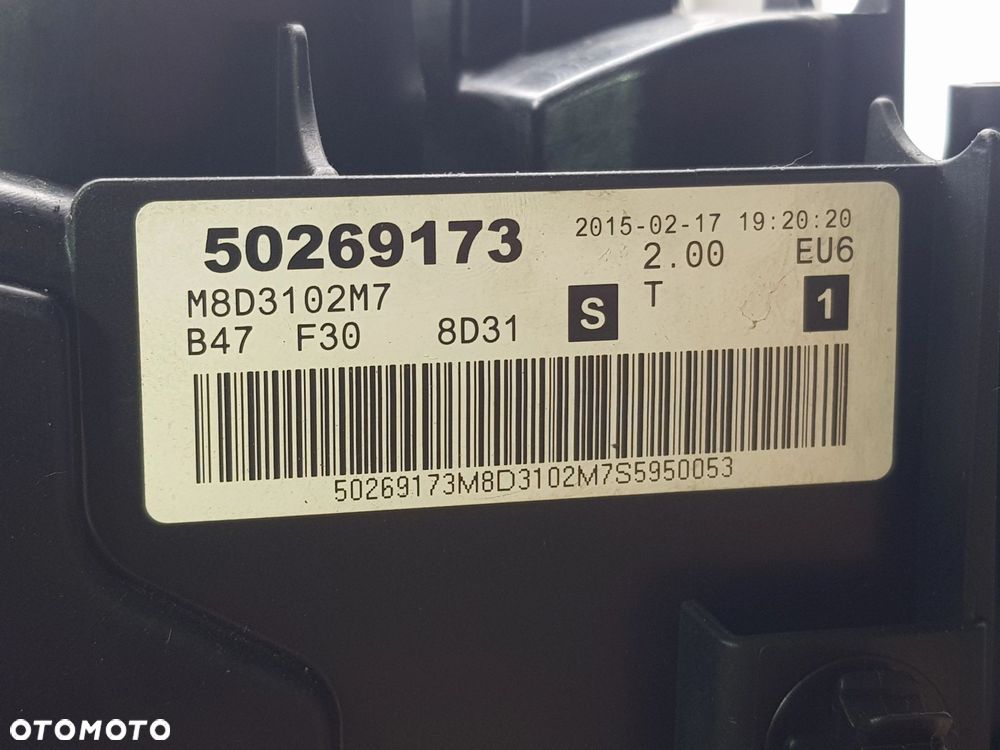 50269173 2015-02-17 19:20:20
2.00 EU6
M8D3102M7 T
B47 F30 8D31 S 1
50269173M8D3102M7S5950053
OTOMOTO